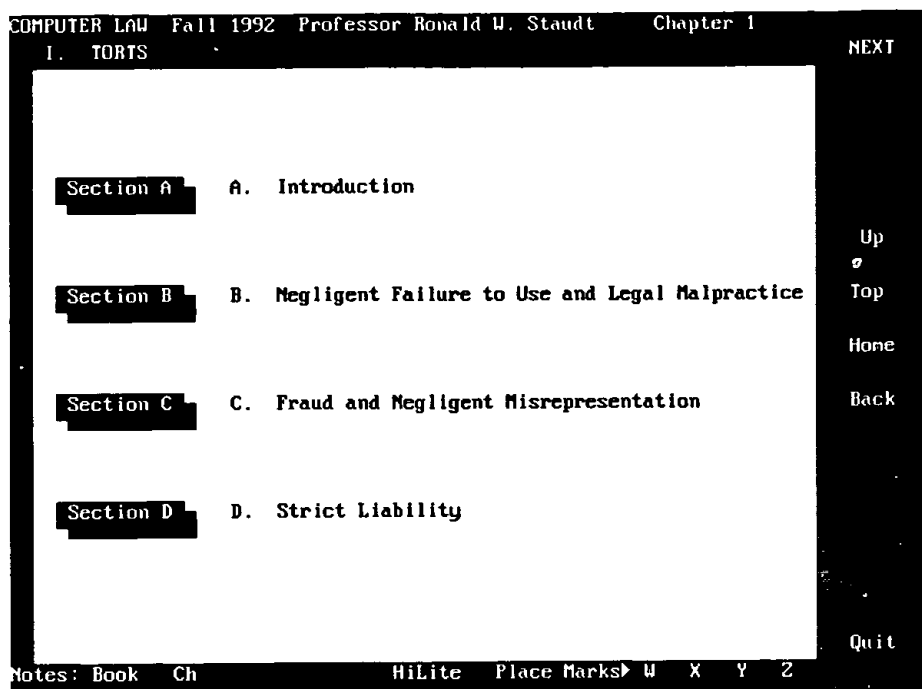 COMPUTER LAW Fall 1992 Professor Ronald W. Staudt Chapter 1
I. TORTS
NEXT
Section A A. Introduction
Up
Section B B. Negligent Failure to Use and Legal Malpractice
Top
Home
Section C C. Fraud and Negligent Misrepresentation
Back
Section D D. Strict Liability
Quit
Notes: Book Ch HiLite Place Marks▶ W X Y Z